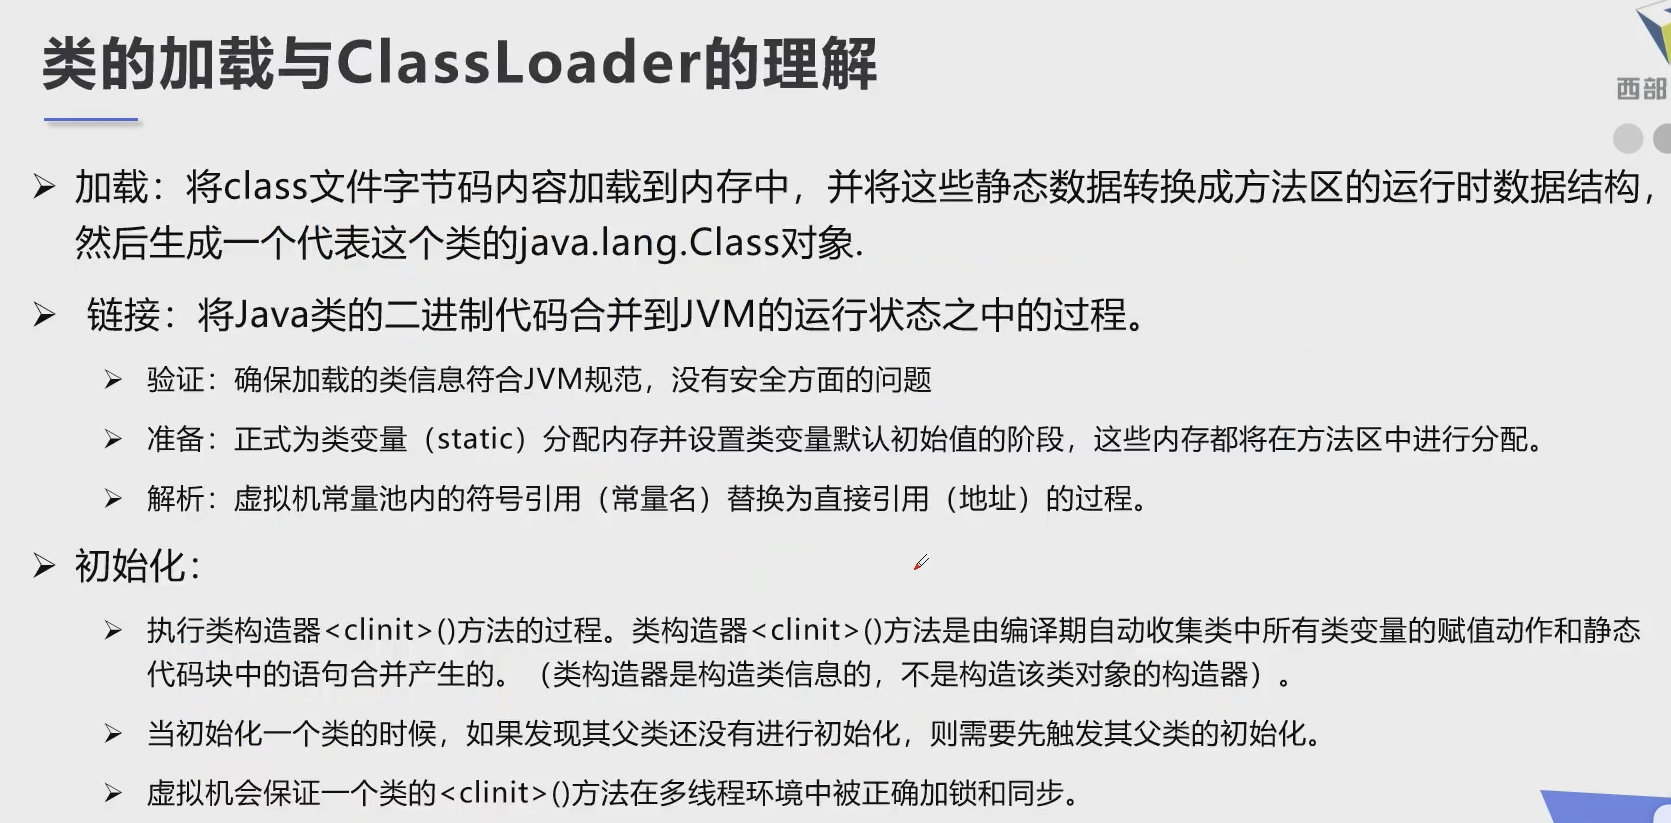 类的加载与ClassLoader的理解
西部
加载：将class文件字节码内容加载到内存中，并将这些静态数据转换成方法区的运行时数据结构，
然后生成一个代表这个类的java.lang.Class对象.
链接：将Java类的二进制代码合并到JVM的运行状态之中的过程。
验证：确保加载的类信息符合JVM规范，没有安全方面的问题
准备：正式为类变量（static）分配内存并设置类变量默认初始值的阶段，这些内存都将在方法区中进行分配。
解析：虚拟机常量池内的符号引用（常量名）替换为直接引用（地址）的过程。
初始化：
执行类构造器<clinit>()方法的过程。类构造器<clinit>()方法是由编译期自动收集类中所有类变量的赋值动作和静态
代码块中的语句合并产生的。（类构造器是构造类信息的，不是构造该类对象的构造器）。
当初始化一个类的时候，如果发现其父类还没有进行初始化，则需要先触发其父类的初始化。
虚拟机会保证一个类的<clinit>()方法在多线程环境中被正确加锁和同步。